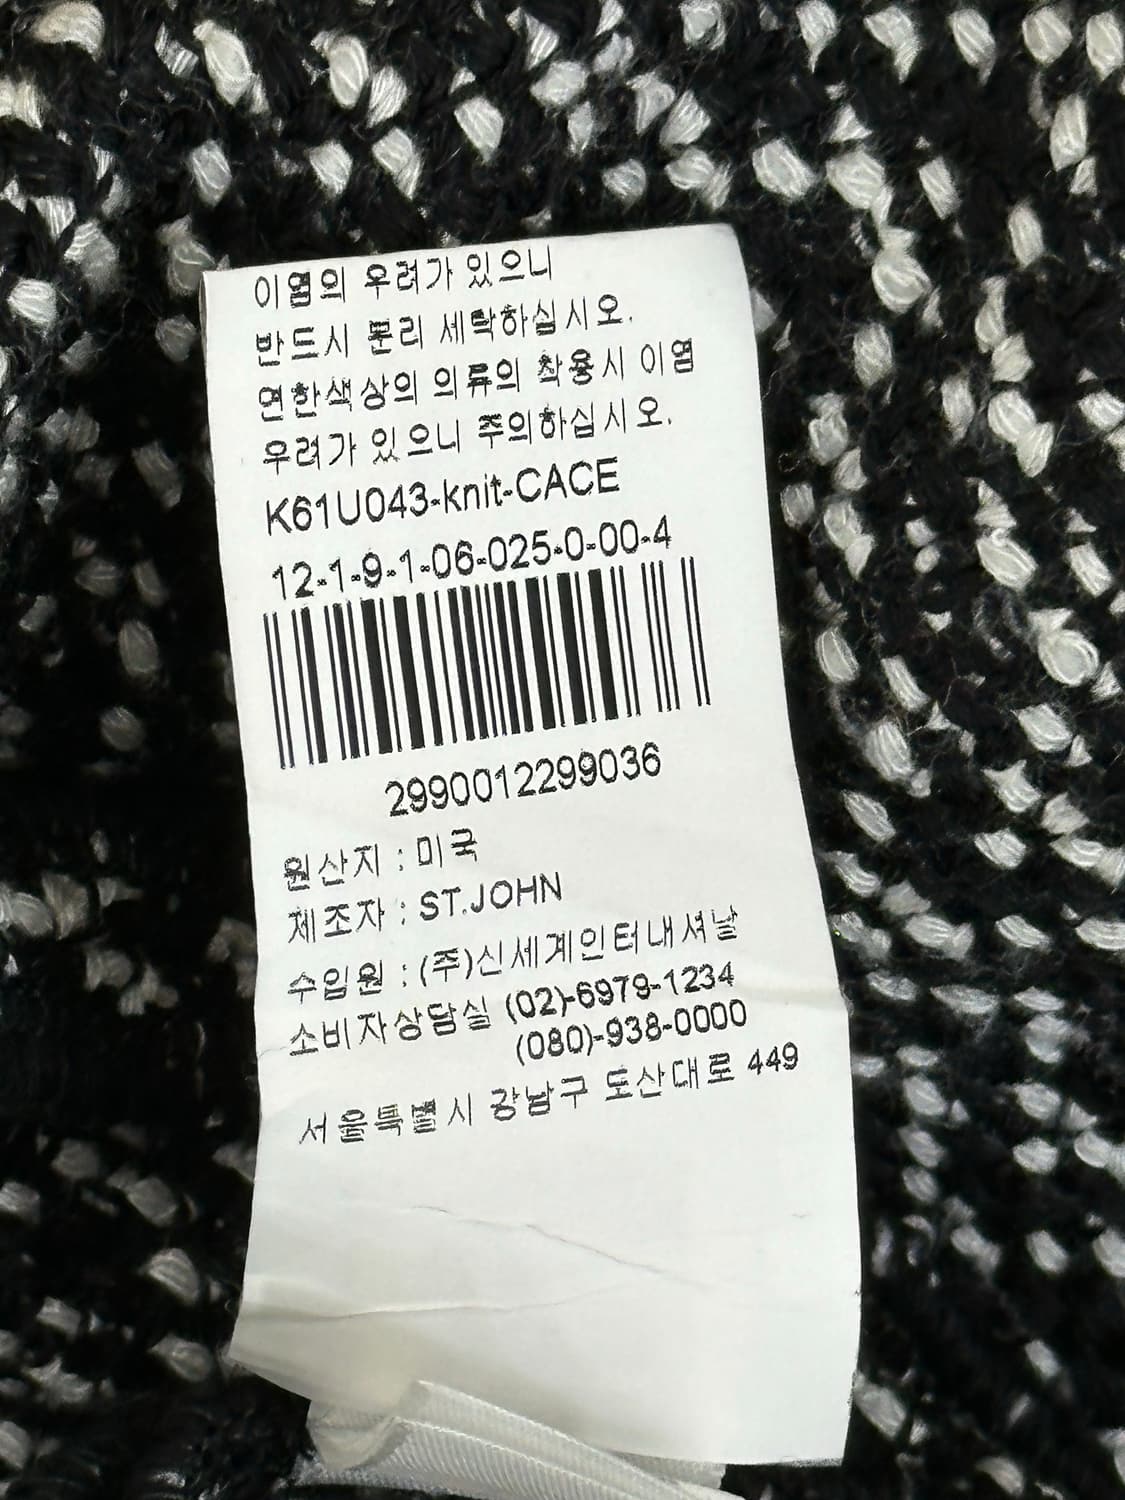 이염의 우려가 있으니
반드시 분리 세탁하십시오.
연한색상의 의류의 착용시 이염
우려가 있으니 주의하십시오.
K61U043-knit-CACE
12-1-9-1-06-025-0-00-4
2990012299036
원산지 : 미국
제조자 : ST.JOHN
수입원 : (주)신세계인터내셔날
소비자상담실 (02)-6979-1234
(080)-938-0000
서울특별시 강남구 도산대로 449